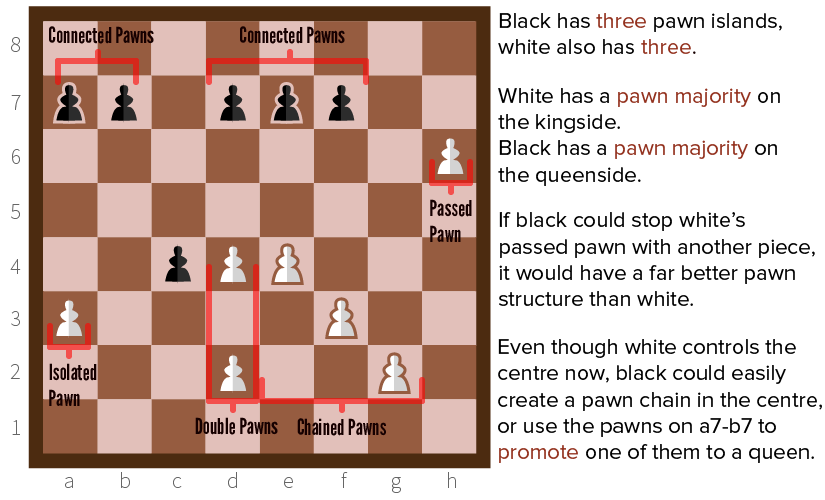 Connected Pawns
Connected Pawns
8
7
6
5
4
3
2
1
Passed
Pawn
Isolated
Pawn
Double Pawns
Chained Pawns
a b c d e f g h
Black has three pawn islands,
white also has three.
White has a pawn majority on
the kingside.
Black has a pawn majority on
the queenside.
If black could stop white's
passed pawn with another piece,
it would have a far better pawn
structure than white.
Even though white controls the
centre now, black could easily
create a pawn chain in the centre,
or use the pawns on a7-b7 to
promote one of them to a queen.